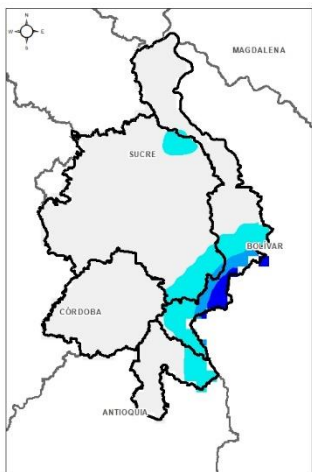 N
W E
S
MAGDALENA
SUCRE
BOLÍVAR
CÓRDOBA
ANTIOQUIA